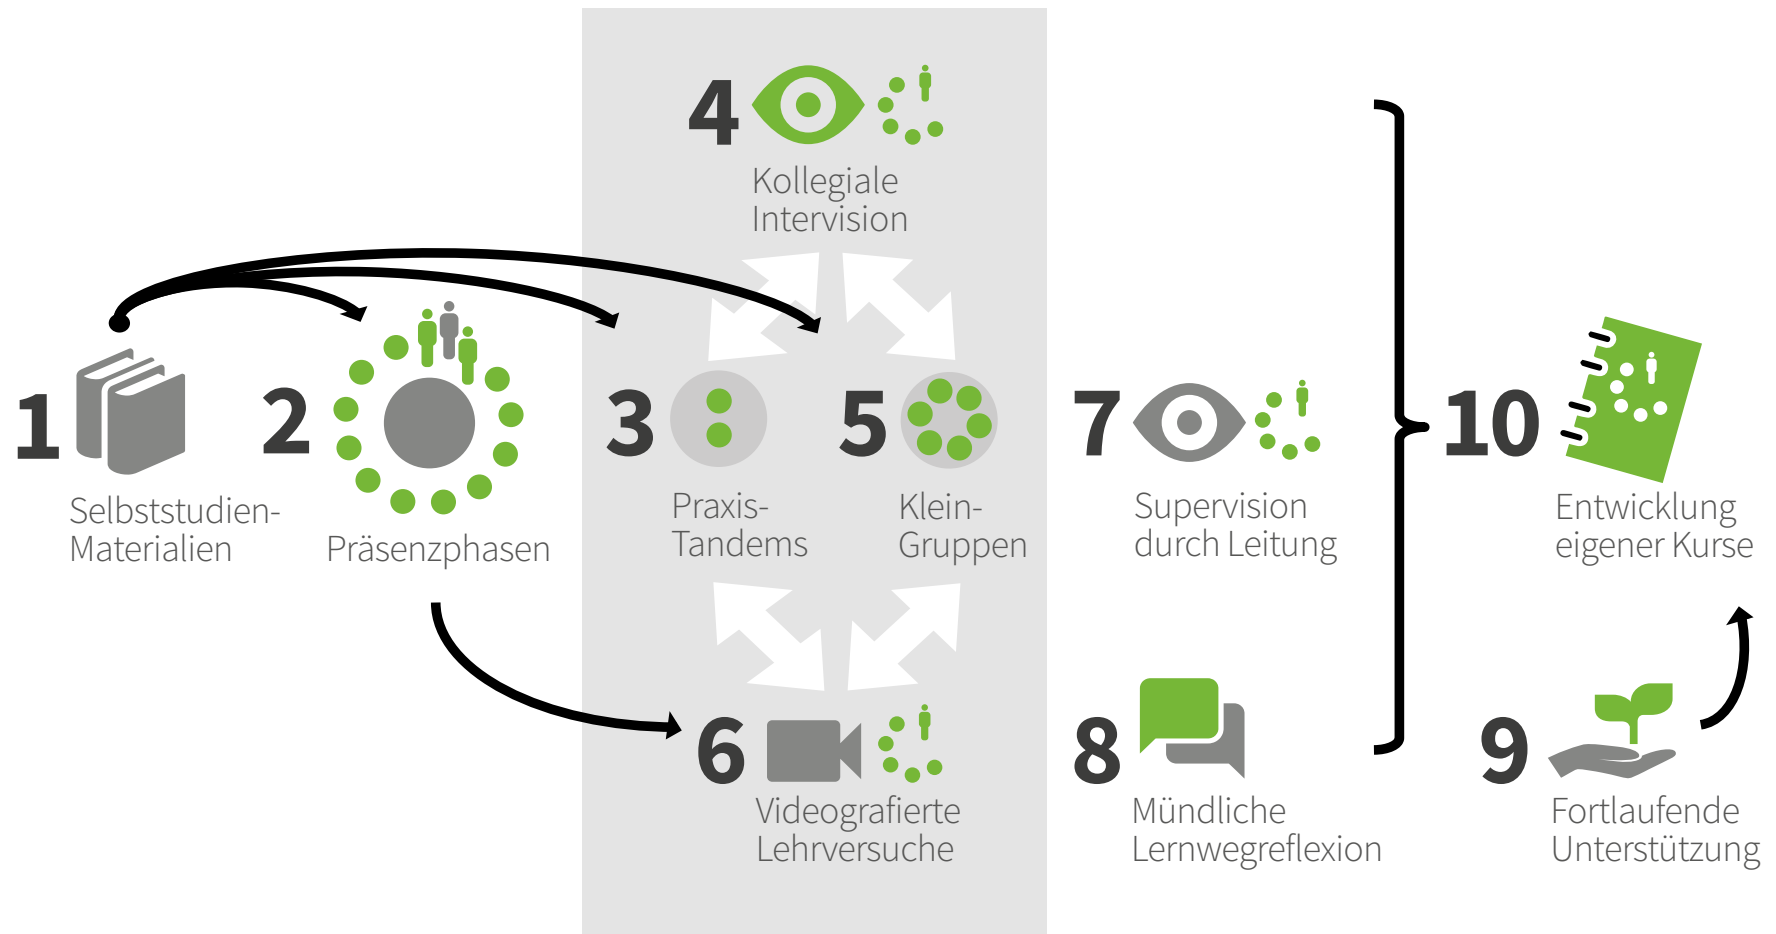 1
Selbststudien-
Materialien
2
Präsenzphasen
3
Praxis-
Tandems
4
Kollegiale
Intervision
5
Klein-
Gruppen
6
Videografierte
Lehrversuche
7
Supervision
durch Leitung
8
Mündliche
Lernwegreflexion
9
Fortlaufende
Unterstützung
10
Entwicklung
eigener Kurse